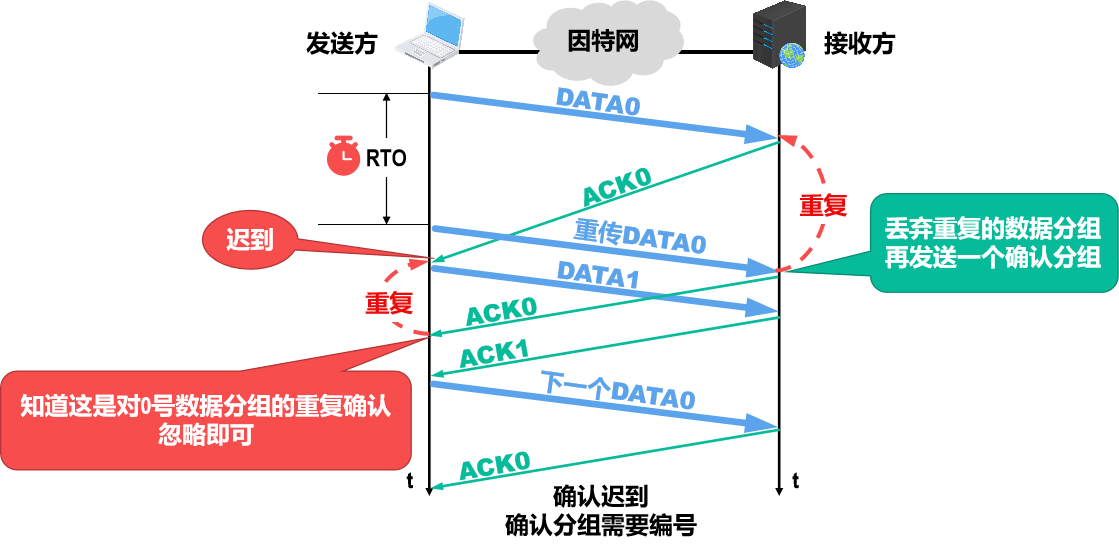 发送方
因特网
接收方
DATA0
RTO
ACK0
重复
迟到
重传DATA0
丢弃重复的数据分组
再发送一个确认分组
DATA1
重复
ACK0
ACK1
下一个DATA0
知道这是对0号数据分组的重复确认
忽略即可
ACK0
t
t
确认迟到
确认分组需要编号